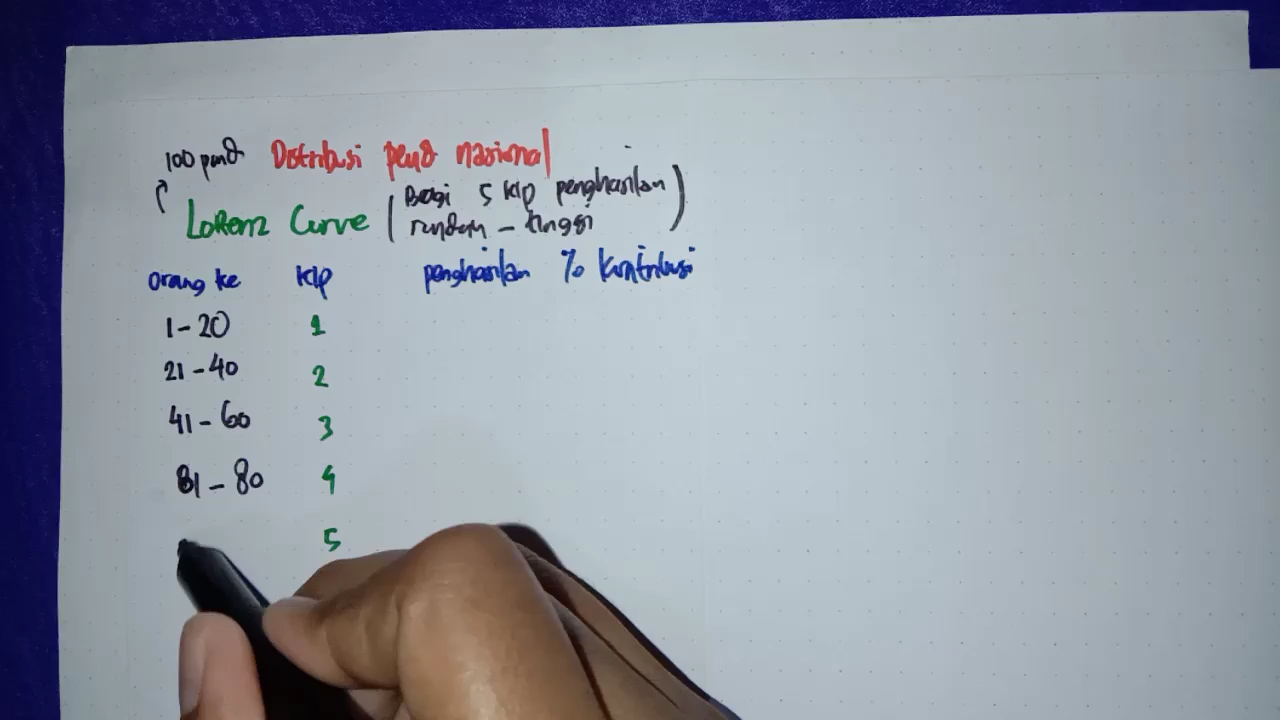 100 pend Distribusi pend nasional
Lorenz Curve ( Bagi 5 klp penghasilan
rendah - tinggi )
Orang ke klp penghasilan % kontribusi
1-20 1
21-40 2
41-60 3
81-80 4
5